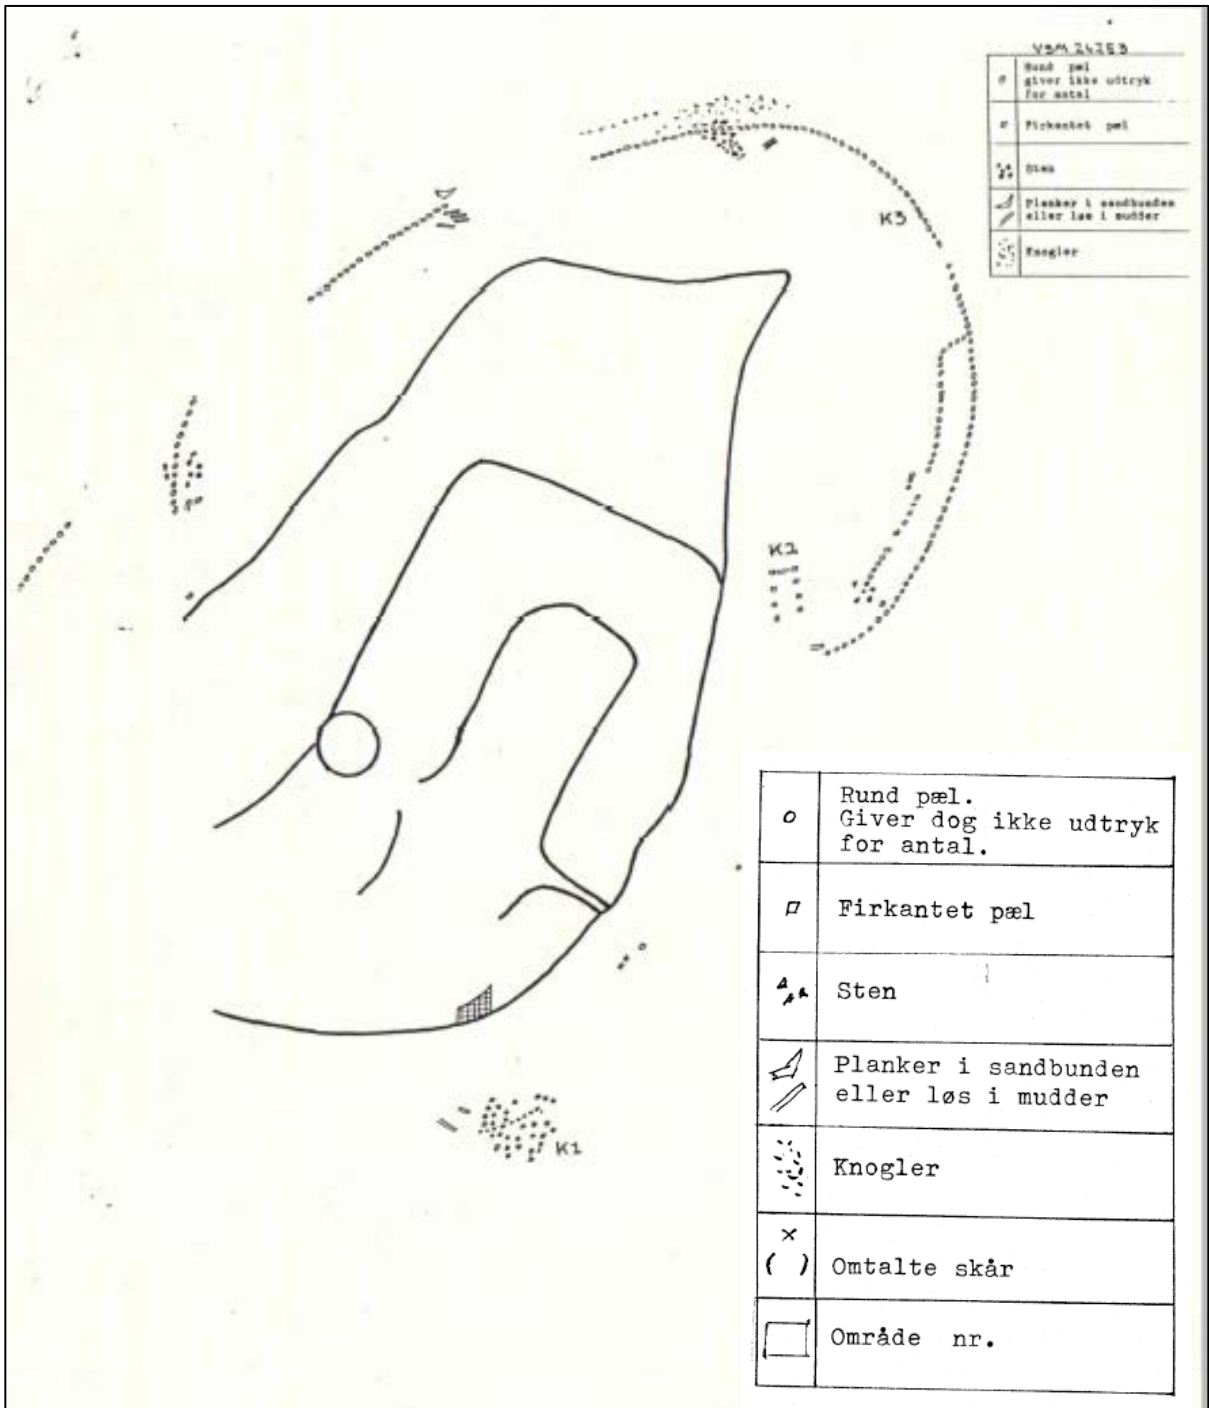 VSM 242E3
Rund pæl
giver ikke udtryk
for antal
Firkantet pæl
Sten
Planker i sandbunden
eller løs i mudder
Knogler
K3
K2
K1
Rund pæl.
Giver dog ikke udtryk
for antal.
Firkantet pæl
Sten
Planker i sandbunden
eller løs i mudder
Knogler
Omtalte skår
Område nr.